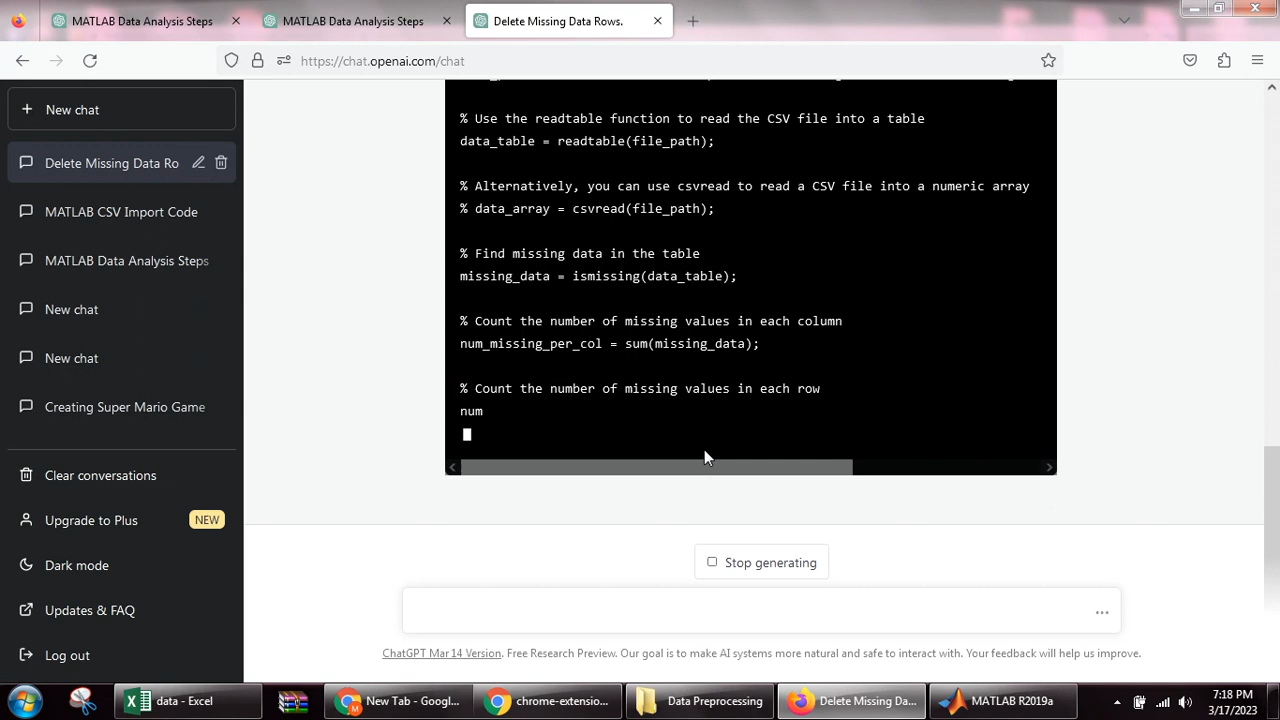 MATLAB Data Analysis Steps
MATLAB Data Analysis Steps
Delete Missing Data Rows.
https://chat.openai.com/chat
New chat
Delete Missing Data Ro
MATLAB CSV Import Code
MATLAB Data Analysis Steps
New chat
New chat
Creating Super Mario Game
Clear conversations
Upgrade to Plus NEW
Dark mode
Updates & FAQ
Log out
% Use the readtable function to read the CSV file into a table
data_table = readtable(file_path);
% Alternatively, you can use csvread to read a CSV file into a numeric array
% data_array = csvread(file_path);
% Find missing data in the table
missing_data = ismissing(data_table);
% Count the number of missing values in each column
num_missing_per_col = sum(missing_data);
% Count the number of missing values in each row
num
Stop generating
ChatGPT Mar 14 Version. Free Research Preview. Our goal is to make AI systems more natural and safe to interact with. Your feedback will help us improve.
data - Excel
New Tab - Googl...
chrome-extensio...
Data Preprocessing
Delete Missing Da...
MATLAB R2019a
7:18 PM
3/17/2023